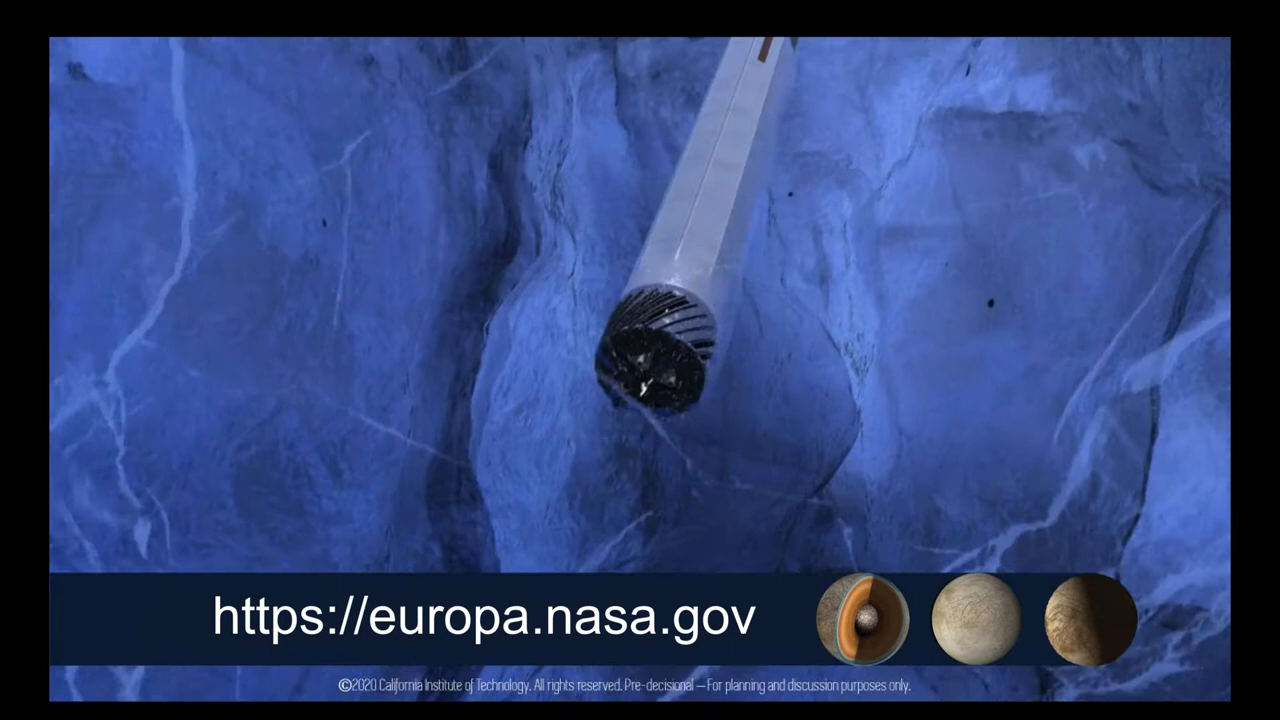 https://europa.nasa.gov
©2020 California Institute of Technology. All rights reserved. Pre-decisional – For planning and discussion purposes only.